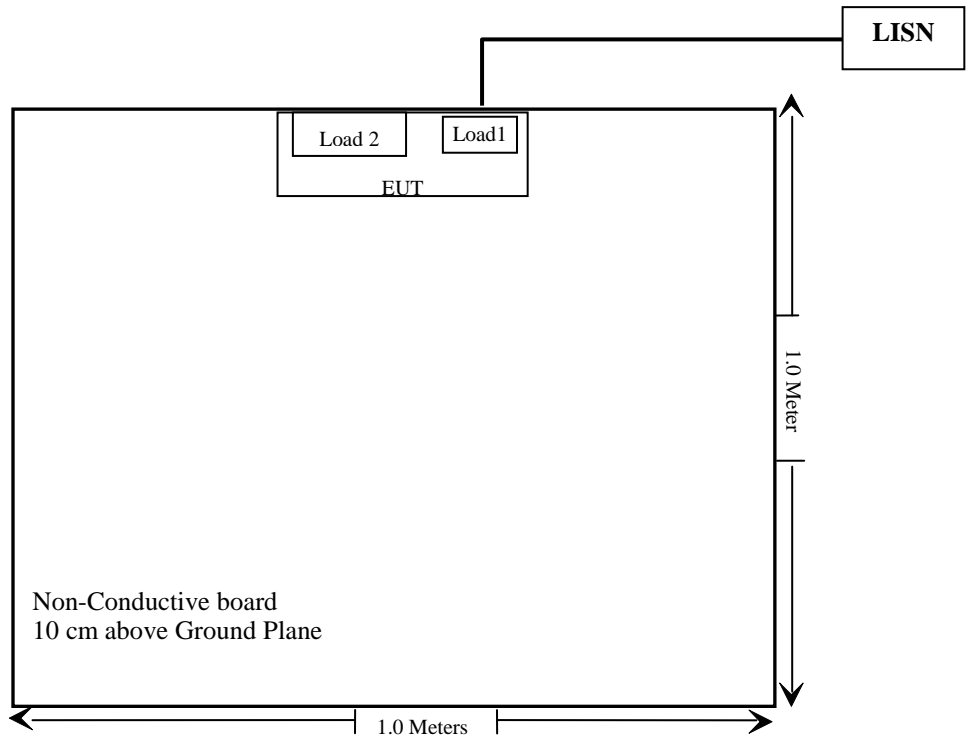 LISN
Load 2
Load1
EUT
1.0 Meter
Non-Conductive board
10 cm above Ground Plane
1.0 Meters